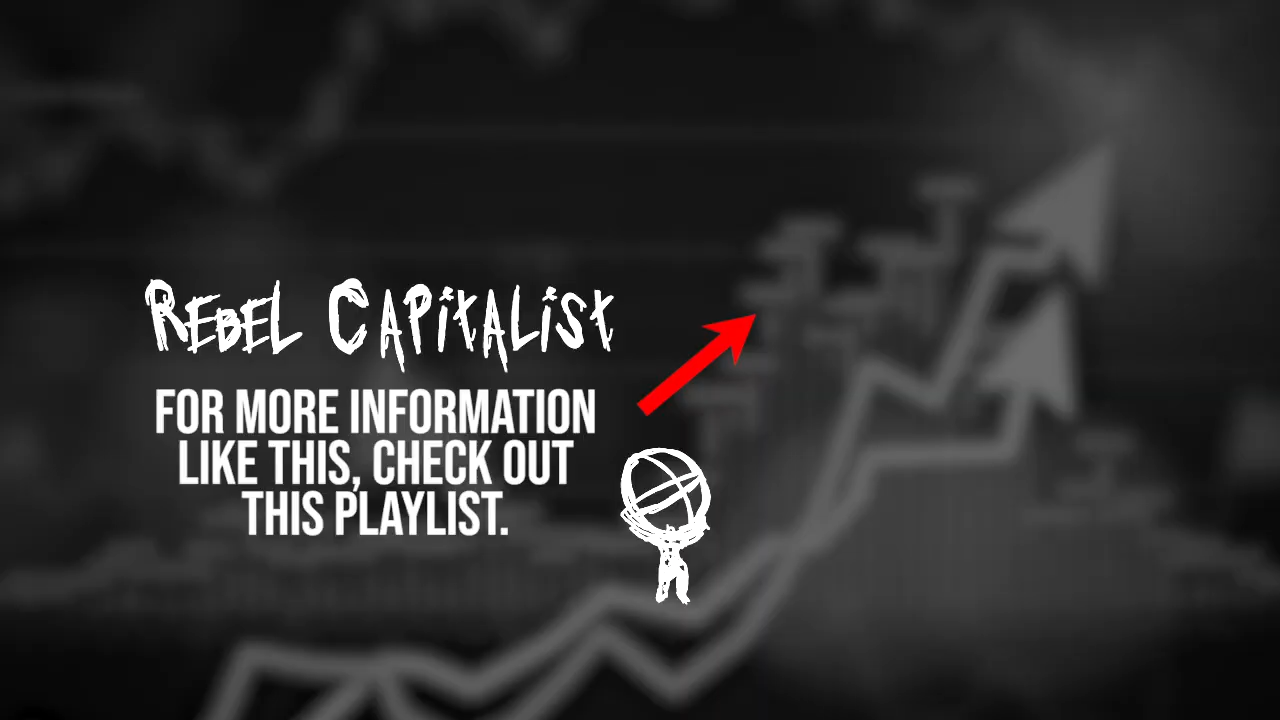 REBEL CAPITALIST
FOR MORE INFORMATION
LIKE THIS, CHECK OUT
THIS PLAYLIST.